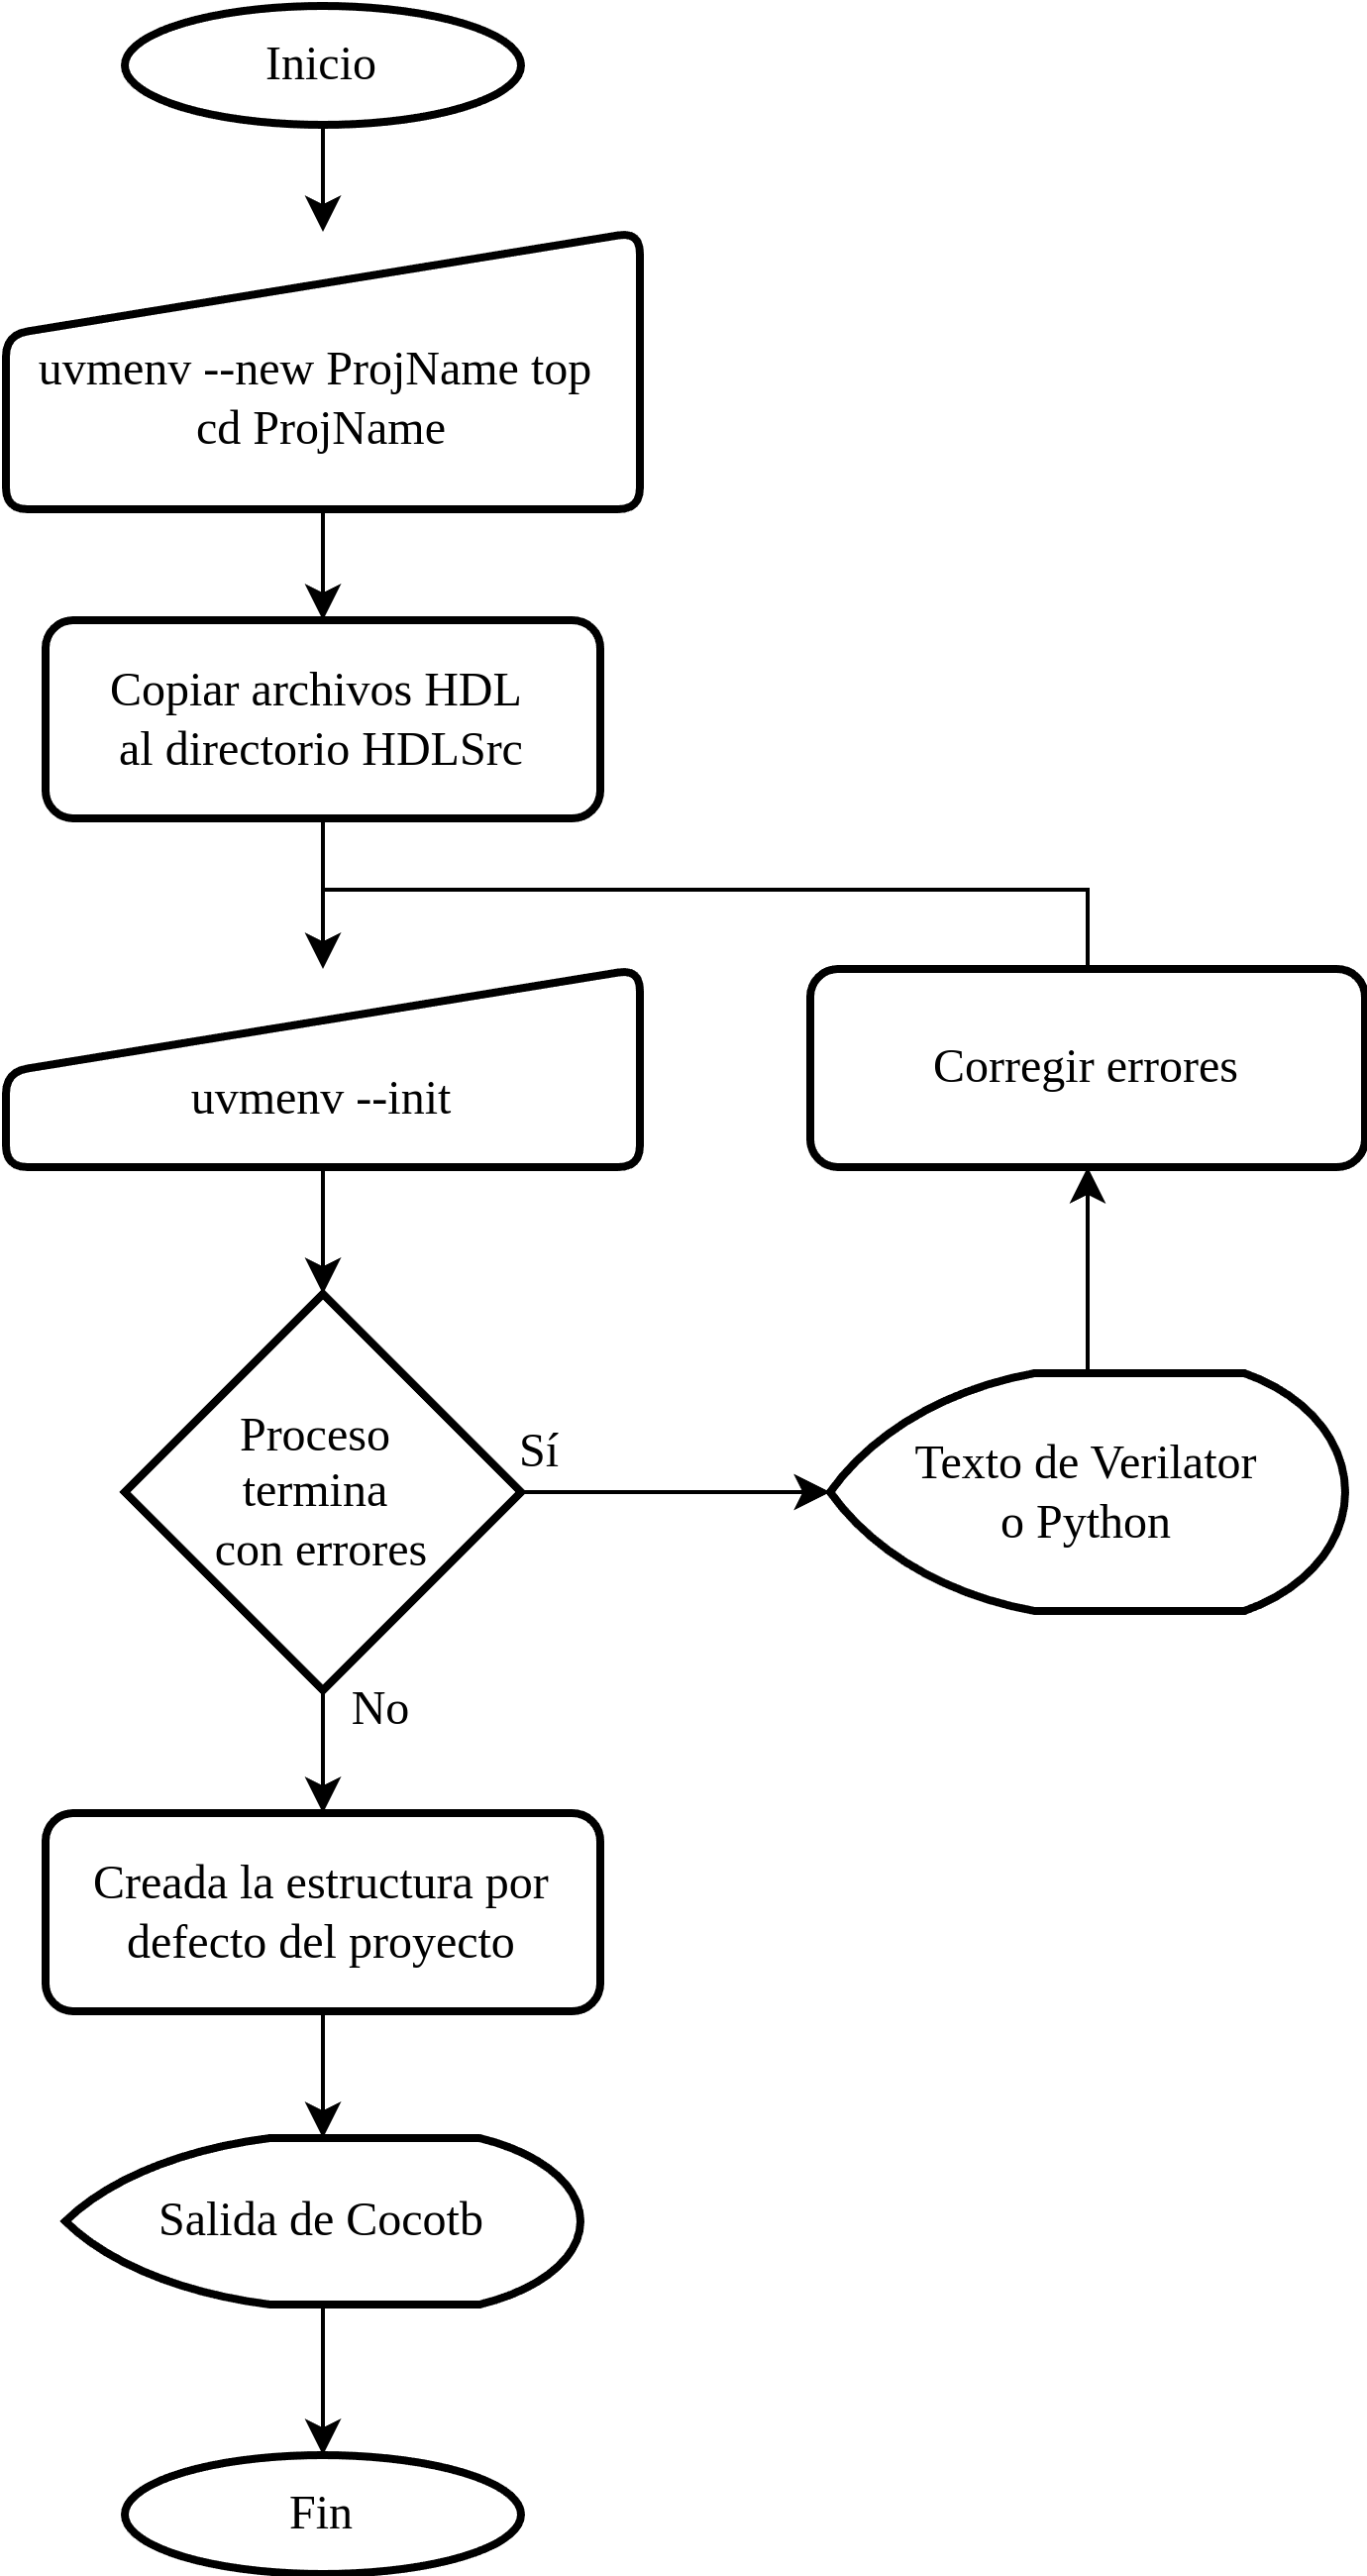 Inicio
uvmenv --new ProjName top
cd ProjName
Copiar archivos HDL
al directorio HDLSrc
uvmenv --init
Corregir errores
Proceso
termina
con errores
Sí
Texto de Verilator
o Python
No
Creada la estructura por
defecto del proyecto
Salida de Cocotb
Fin